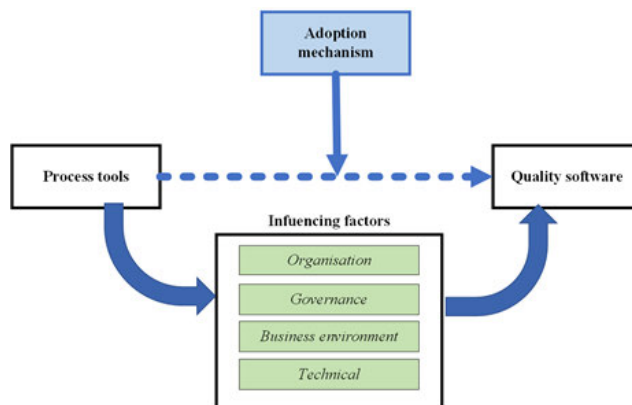 Adoption
mechanism
Process tools
Quality software
Infuencing factors
Organisation
Governance
Business environment
Technical